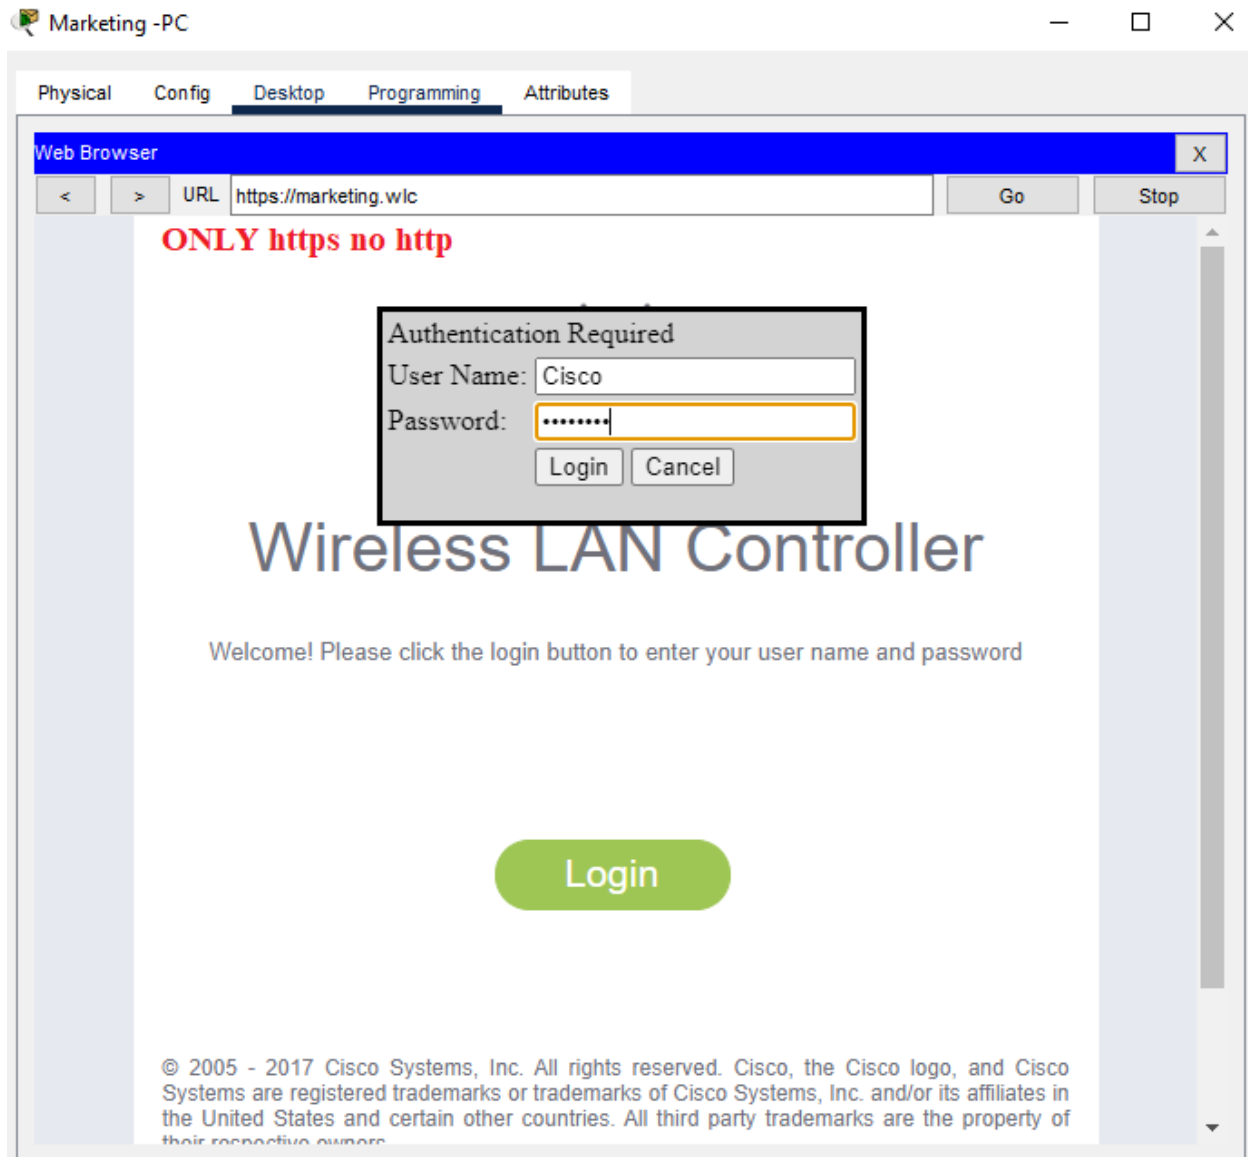 Marketing -PC
Physical Config Desktop Programming Attributes
Web Browser X
< > URL https://marketing.wlc Go Stop
ONLY https no http
Authentication Required
User Name: Cisco
Password: ••••••••
Login Cancel
Wireless LAN Controller
Welcome! Please click the login button to enter your user name and password
Login
© 2005 - 2017 Cisco Systems, Inc. All rights reserved. Cisco, the Cisco logo, and Cisco
Systems are registered trademarks or trademarks of Cisco Systems, Inc. and/or its affiliates in
the United States and certain other countries. All third party trademarks are the property of
their respective owners